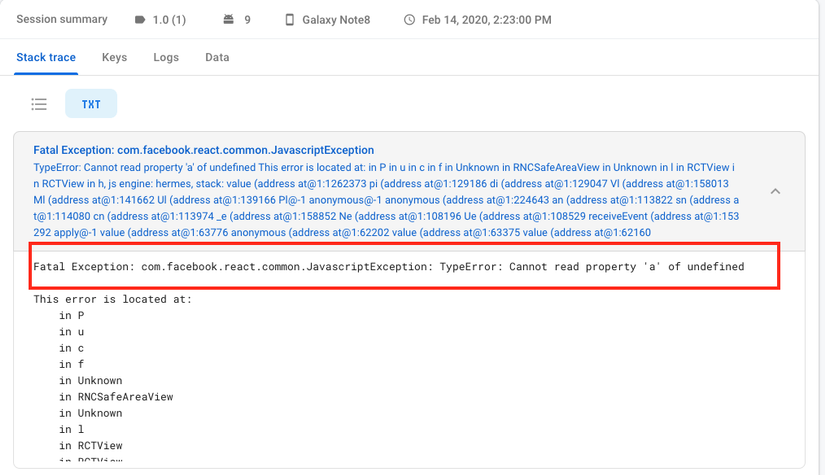 Session summary 1.0 (1) 9 Galaxy Note8 Feb 14, 2020, 2:23:00 PM
Stack trace Keys Logs Data
TXT
Fatal Exception: com.facebook.react.common.JavascriptException
TypeError: Cannot read property 'a' of undefined This error is located at: in P in u in c in f in Unknown in RNCSafeAreaView in Unknown in l in RCTView i
n RCTView in h, js engine: hermes, stack: value (address at@1:1262373 pi (address at@1:129186 di (address at@1:129047 Vl (address at@1:158013
Ml (address at@1:141662 Ul (address at@1:139166 Pl@-1 anonymous@-1 anonymous (address at@1:224643 an (address at@1:113822 sn (address a
t@1:114080 cn (address at@1:113974 _e (address at@1:158852 Ne (address at@1:108196 Ue (address at@1:108529 receiveEvent (address at@1:153
292 apply@-1 value (address at@1:63776 anonymous (address at@1:62202 value (address at@1:63375 value (address at@1:62160
Fatal Exception: com.facebook.react.common.JavascriptException: TypeError: Cannot read property 'a' of undefined
This error is located at:
in P
in u
in c
in f
in Unknown
in RNCSafeAreaView
in Unknown
in l
in RCTView
in RCTView